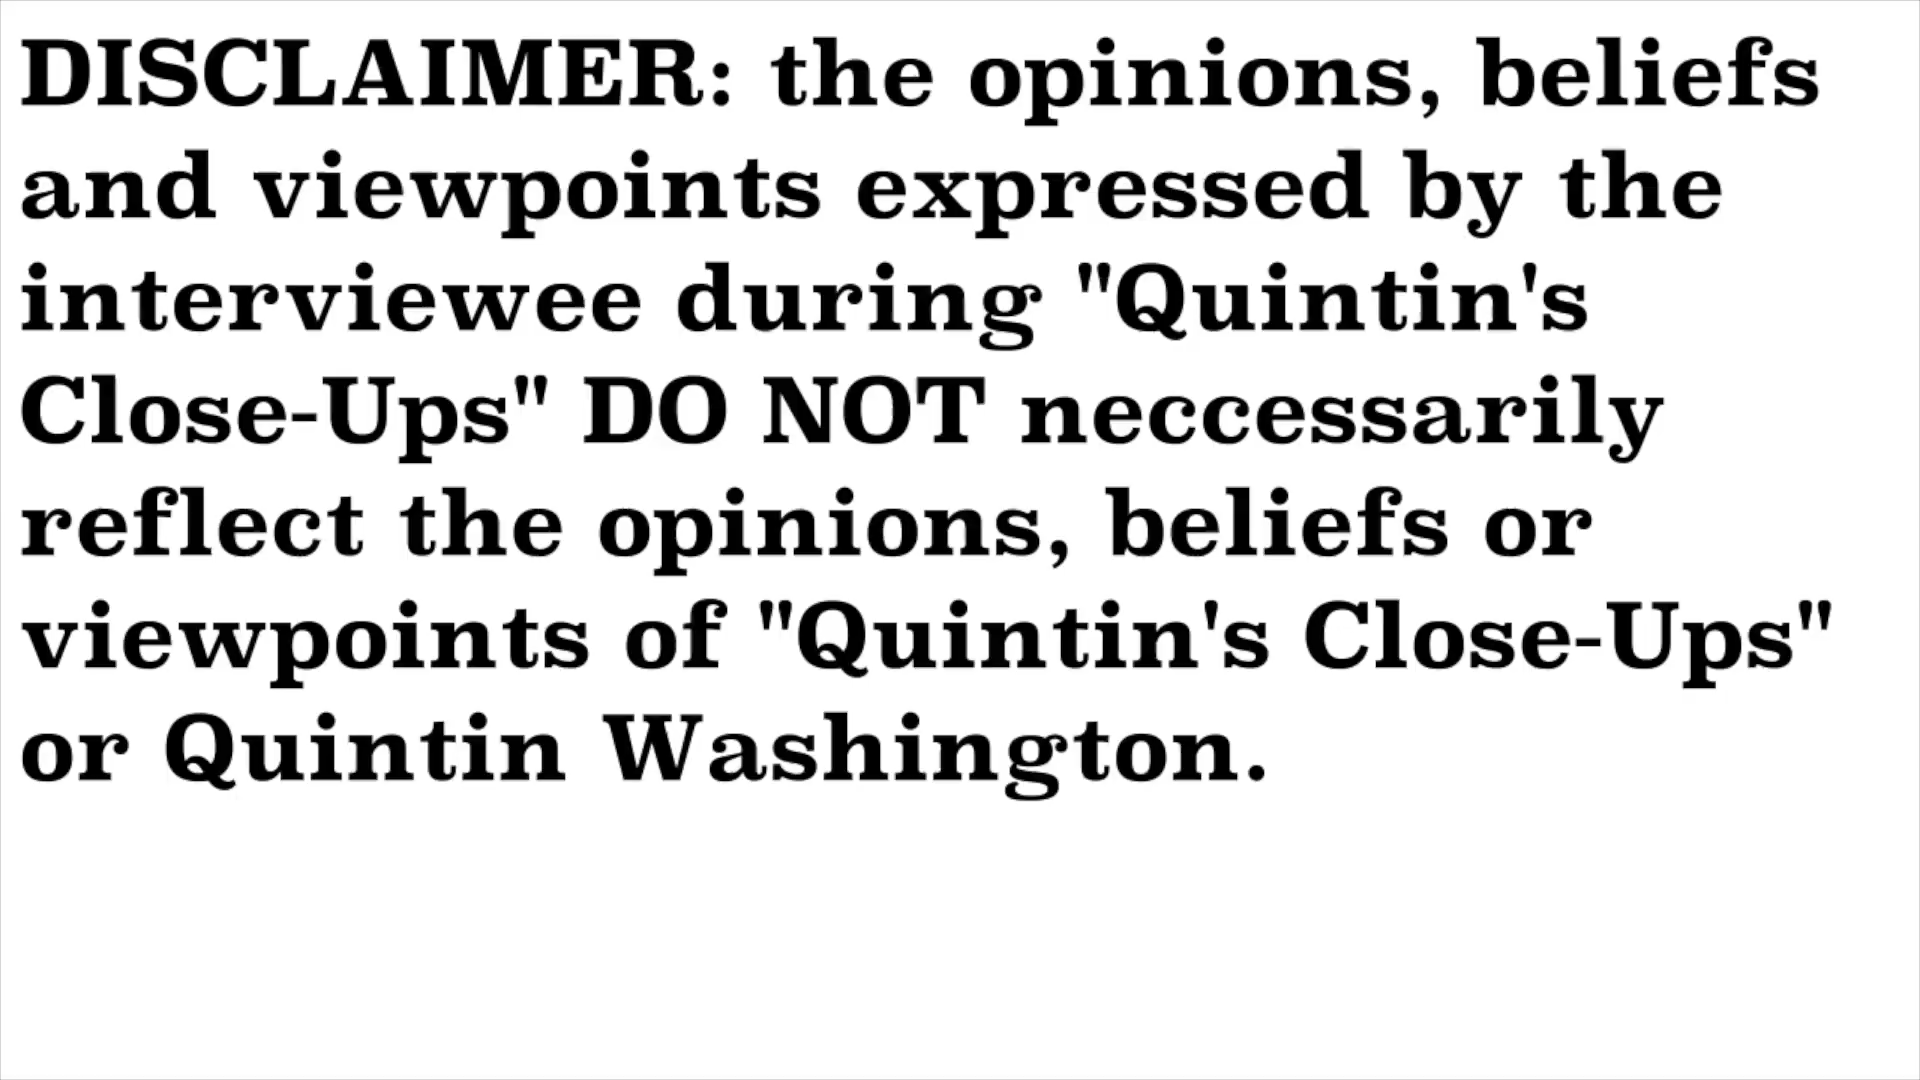 DISCLAIMER: the opinions, beliefs
and viewpoints expressed by the
interviewee during "Quintin's
Close-Ups" DO NOT neccessarily
reflect the opinions, beliefs or
viewpoints of "Quintin's Close-Ups"
or Quintin Washington.